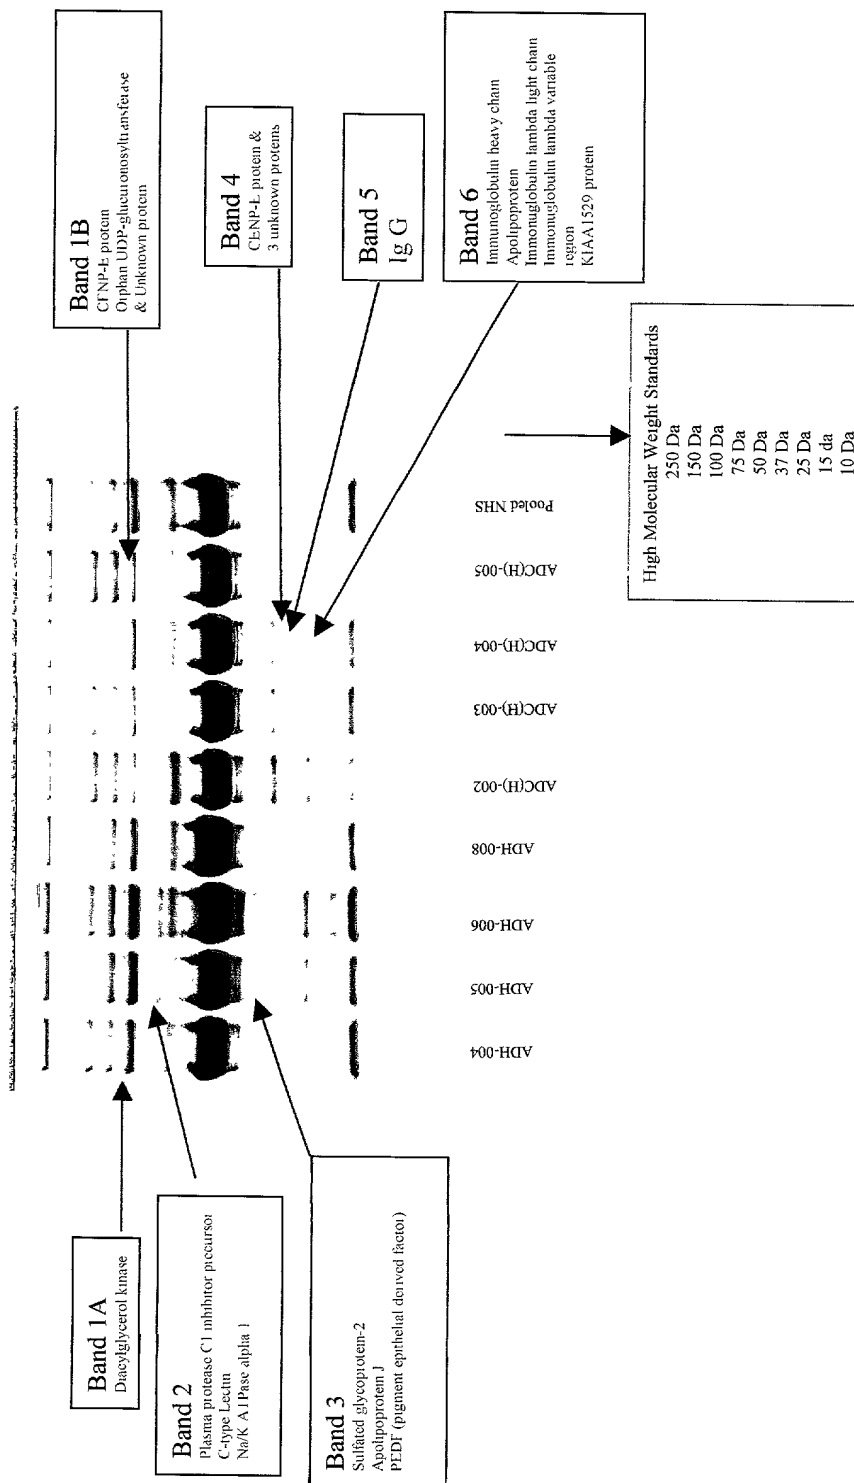 Band 1A
Diacylglycerol kinase
Band 2
Plasma protease C1 inhibitor precursor
C-type Lectin
Na/K ATPase alpha 1
Band 3
Sulfated glycoprotein-2
Apolipoprotein J
PEDF (pigment epithelial derived factor)
Band 1B
CENP-E protein
Orphan UDP-glucuronosyltransferase
& Unknown protein
Band 4
CENP-E protein &
3 unknown proteins
Band 5
Ig G
Band 6
Immunoglobulin heavy chain
Apolipoprotein
Immonuglobulin lambda light chain
Immonuglobulin lambda variable
region
KIAA1529 protein
ADH-004
ADH-005
ADH-006
ADH-008
ADC(H)-002
ADC(H)-003
ADC(H)-004
ADC(H)-005
Pooled NHS
High Molecular Weight Standards
250 Da
150 Da
100 Da
75 Da
50 Da
37 Da
25 Da
15 da
10 Da